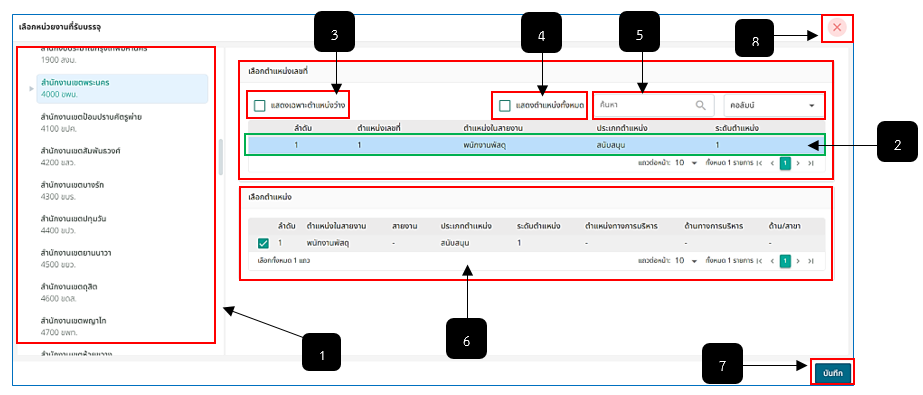 เลือกหน่วยงานที่รับบรรจุ
3
4
5
8
สำนักงบประมาณกรุงเทพมหานคร
1900 สงม.
สำนักงานเขตพระนคร
4000 ขพน.
สำนักงานเขตป้อมปราบศัตรูพ่าย
4100 ขปศ.
สำนักงานเขตสัมพันธวงศ์
4200 ขสว.
สำนักงานเขตบางรัก
4300 ขบร.
สำนักงานเขตปทุมวัน
4400 ขปว.
สำนักงานเขตยานนาวา
4500 ขยว.
สำนักงานเขตดุสิต
4600 ขดส.
สำนักงานเขตพญาไท
4700 ขพท.
สำนักงานเขตห้วยขวาง
เลือกตำแหน่งเลขที่
แสดงเฉพาะตำแหน่งว่าง แสดงตำแหน่งทั้งหมด ค้นหา คอลัมน์
ลำดับ ตำแหน่งเลขที่ ตำแหน่งในสายงาน ประเภทตำแหน่ง ระดับตำแหน่ง
1 1 พนักงานพัสดุ สนับสนุน 1
2
แถวต่อหน้า: 10 ทั้งหมด 1 รายการ 1
เลือกตำแหน่ง
ลำดับ ตำแหน่งในสายงาน สายงาน ประเภทตำแหน่ง ระดับตำแหน่ง ตำแหน่งทางการบริหาร ด้านทางการบริหาร ด้าน/สาขา
1 พนักงานพัสดุ - สนับสนุน 1 - - -
เลือกทั้งหมด 1 แถว แถวต่อหน้า: 10 ทั้งหมด 1 รายการ 1
1
6
7
บันทึก